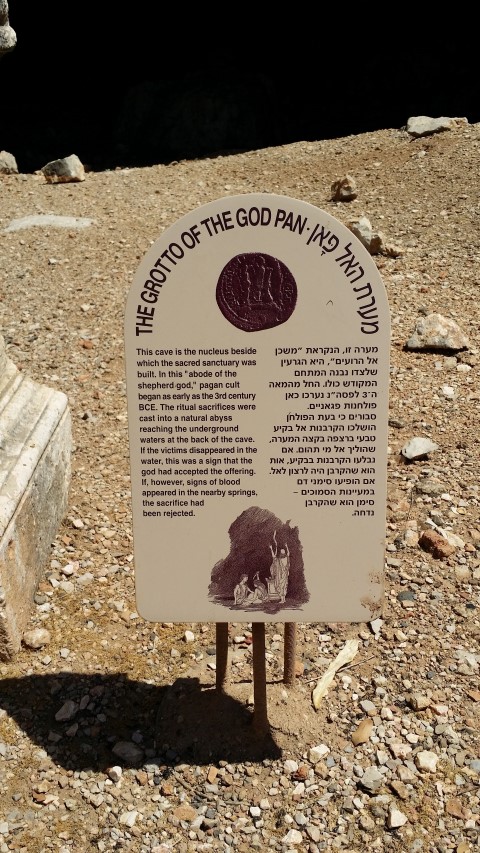 THE GROTTO OF THE GOD PAN · מערת האל פָּאן
This cave is the nucleus beside
which the sacred sanctuary was
built. In this "abode of the
shepherd-god," pagan cult
began as early as the 3rd century
BCE. The ritual sacrifices were
cast into a natural abyss
reaching the underground
waters at the back of the cave.
If the victims disappeared in the
water, this was a sign that the
god had accepted the offering.
If, however, signs of blood
appeared in the nearby springs,
the sacrifice had
been rejected.
מערה זו, הנקראת "משכן
אל הרועים", היא הגרעין
שלצדו נבנה המתחם
המקודש כולו. החל מהמאה
ה־3 לפסה"נ נערכו כאן
פולחנות פגאניים.
סבורים כי בעת הפולחן
הושלכו הקרבנות אל בקיע
טבעי ברצפה בקצה המערה,
שהוליך אל מי תהום. אם
נבלעו הקרבנות בבקיע, אות
הוא שהקרבן היה לרצון לאל.
אם הופיעו סימני דם
במעיינות הסמוכים –
סימן הוא שהקרבן
נדחה.